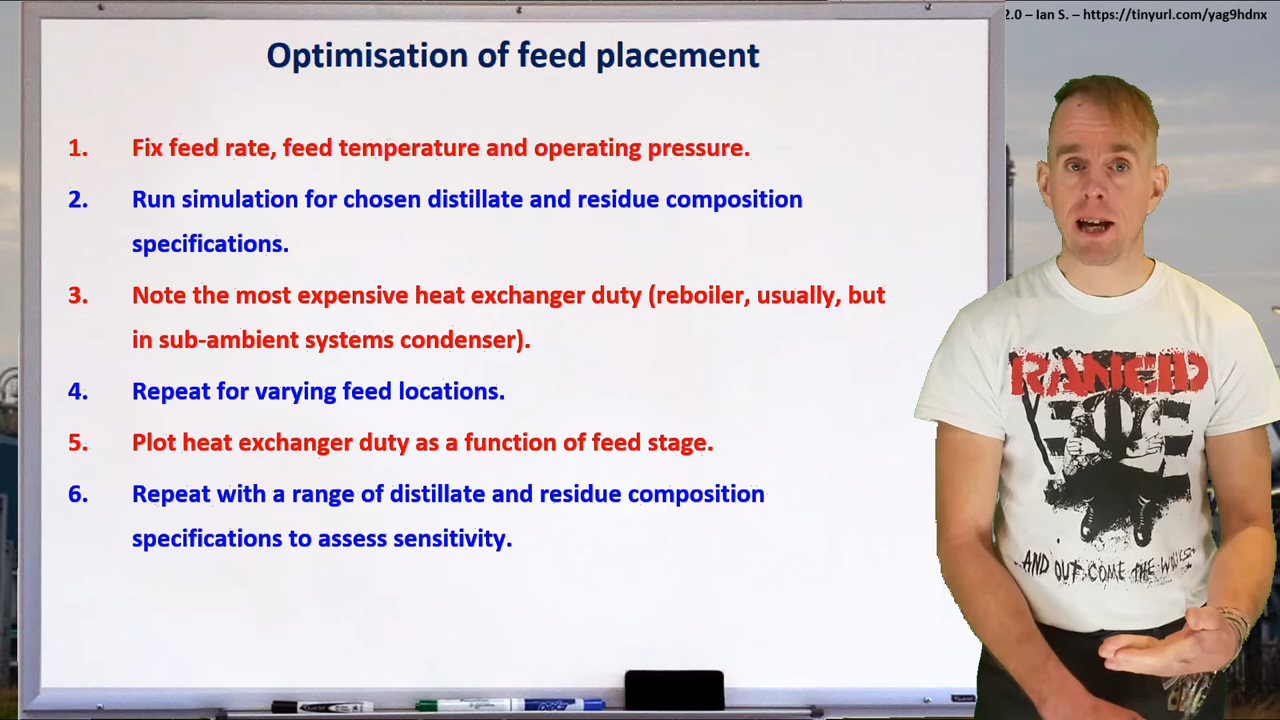 2.0 – Ian S. – https://tinyurl.com/yag9hdnx
Optimisation of feed placement
1. Fix feed rate, feed temperature and operating pressure.
2. Run simulation for chosen distillate and residue composition
specifications.
3. Note the most expensive heat exchanger duty (reboiler, usually, but
in sub-ambient systems condenser).
4. Repeat for varying feed locations.
5. Plot heat exchanger duty as a function of feed stage.
6. Repeat with a range of distillate and residue composition
specifications to assess sensitivity.
RANCID
...AND OUT COME THE WOLVES